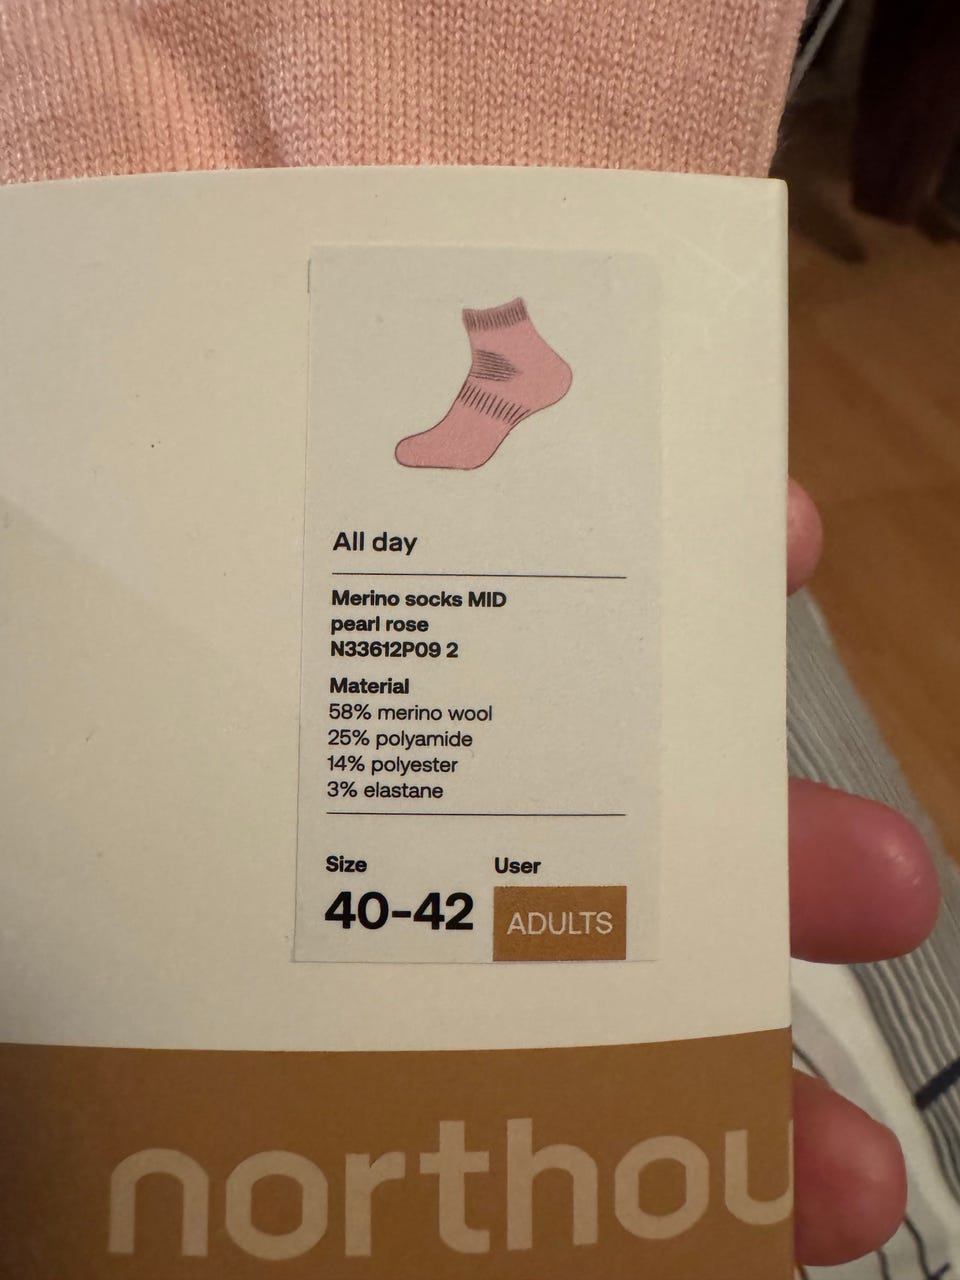 All day
Merino socks MID
pearl rose
N33612P09 2
Material
58% merino wool
25% polyamide
14% polyester
3% elastane
Size
User
40-42
ADULTS
northou